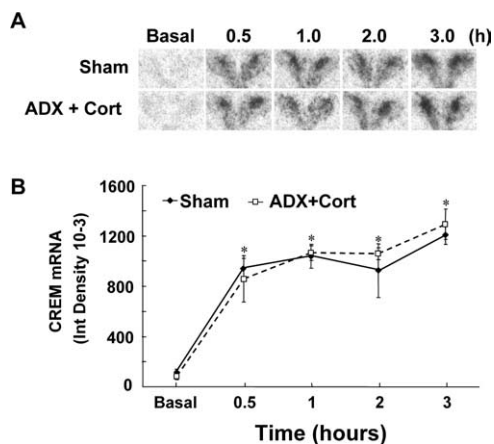 A
Basal 0.5 1.0 2.0 3.0 (h)
Sham
ADX + Cort
B
Sham ADX+Cort
CREM mRNA
(Int Density 10-3)
1600
1200
800
400
0
* * * *
Basal 0.5 1 2 3
Time (hours)